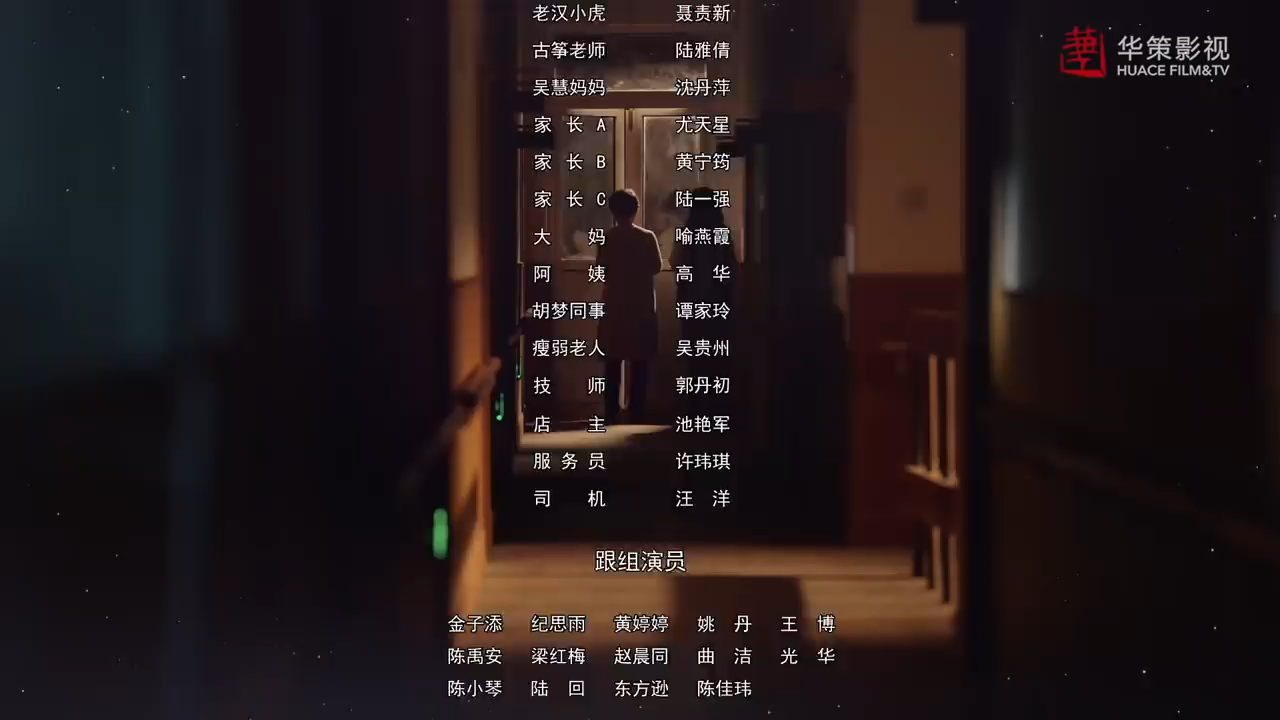 老汉小虎 聂责新
华策影视
HUACE FILM&TV
古筝老师 陆雅倩
吴慧妈妈 沈丹萍
家长A 尤天星
家长B 黄宁筠
家长C 陆一强
大妈 喻燕霞
阿姨 高华
胡梦同事 谭家玲
瘦弱老人 吴贵州
技师 郭丹初
店主 池艳军
服务员 许玮琪
司机 汪洋
跟组演员
金子添 纪思雨 黄婷婷 姚丹 王博
陈禹安 梁红梅 赵晨同 曲洁 光华
陈小琴 陆回 东方逊 陈佳玮